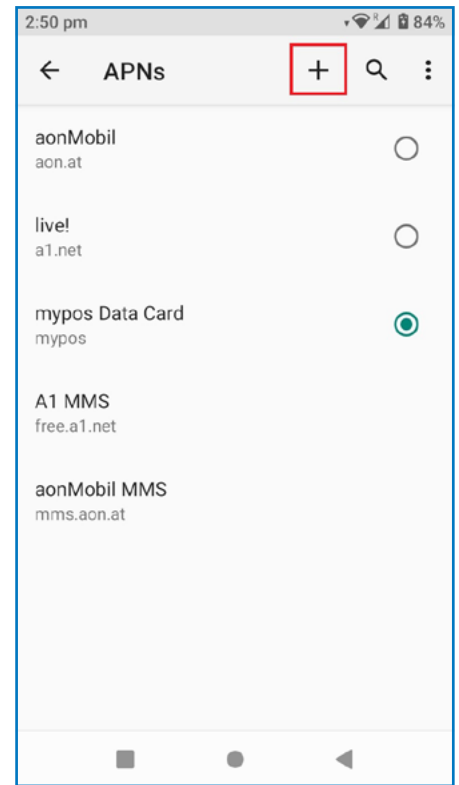 2:50 pm R 84%
APNs
aonMobil
aon.at
live!
a1.net
mypos Data Card
mypos
A1 MMS
free.a1.net
aonMobil MMS
mms.aon.at